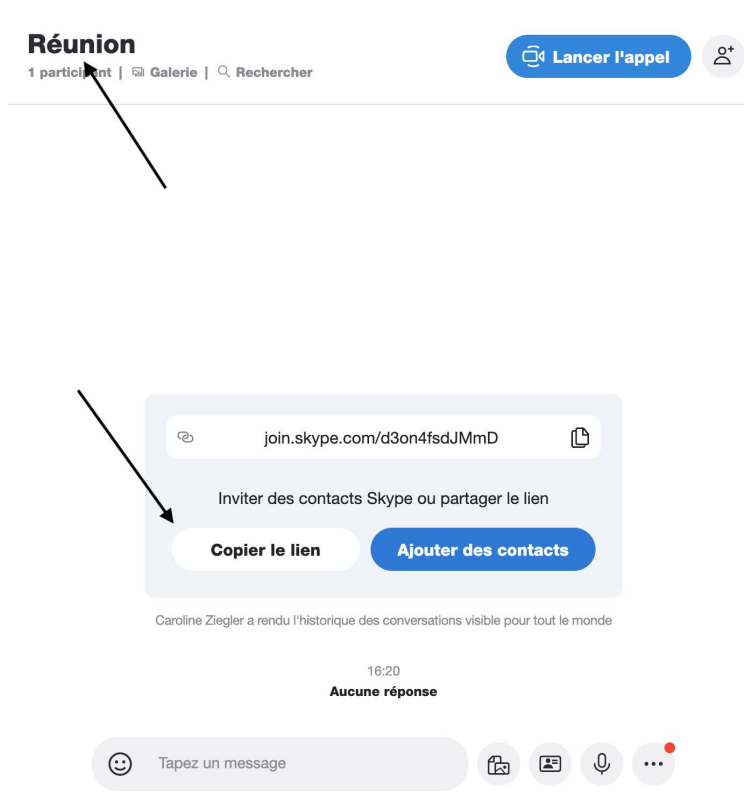 Réunion
Lancer l'appel
1 participant | Galerie | Rechercher
join.skype.com/d3on4fsdJMmD
Inviter des contacts Skype ou partager le lien
Copier le lien
Ajouter des contacts
Caroline Ziegler a rendu l'historique des conversations visible pour tout le monde
16:20
Aucune réponse
Tapez un message